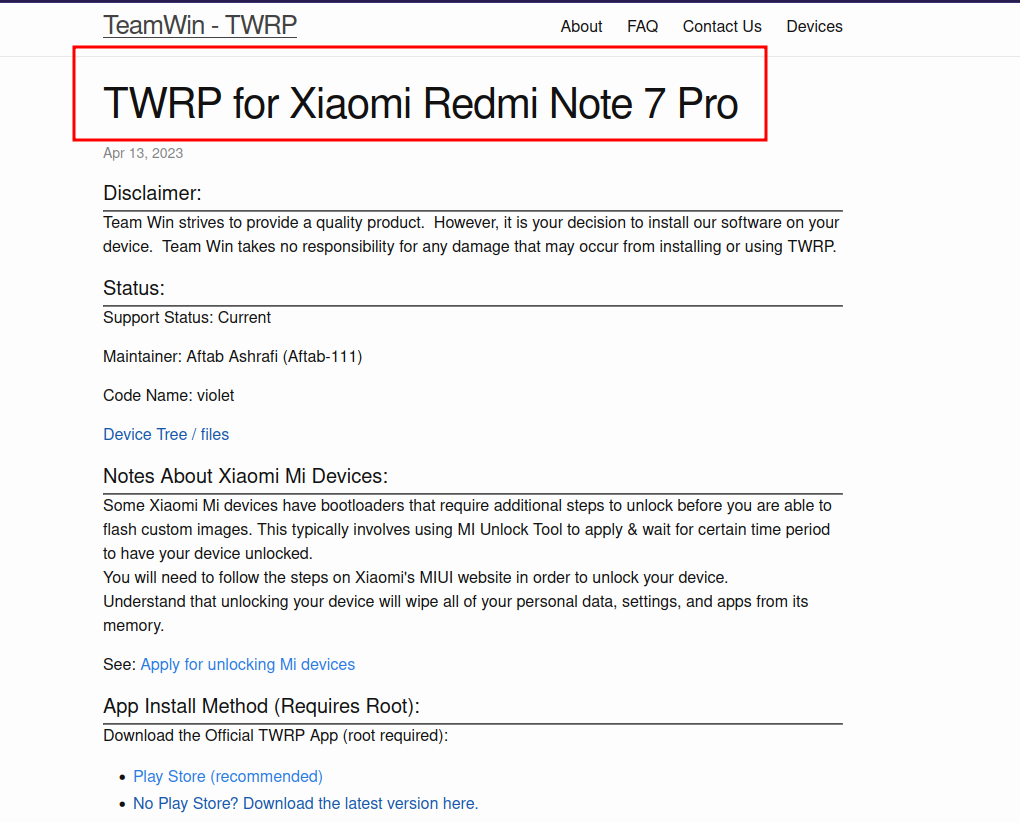 TeamWin - TWRP
About FAQ Contact Us Devices
TWRP for Xiaomi Redmi Note 7 Pro
Apr 13, 2023
Disclaimer:
Team Win strives to provide a quality product.  However, it is your decision to install our software on your
device.  Team Win takes no responsibility for any damage that may occur from installing or using TWRP.
Status:
Support Status: Current
Maintainer: Aftab Ashrafi (Aftab-111)
Code Name: violet
Device Tree / files
Notes About Xiaomi Mi Devices:
Some Xiaomi Mi devices have bootloaders that require additional steps to unlock before you are able to
flash custom images. This typically involves using MI Unlock Tool to apply & wait for certain time period
to have your device unlocked.
You will need to follow the steps on Xiaomi's MIUI website in order to unlock your device.
Understand that unlocking your device will wipe all of your personal data, settings, and apps from its
memory.
See: Apply for unlocking Mi devices
App Install Method (Requires Root):
Download the Official TWRP App (root required):
• Play Store (recommended)
• No Play Store? Download the latest version here.